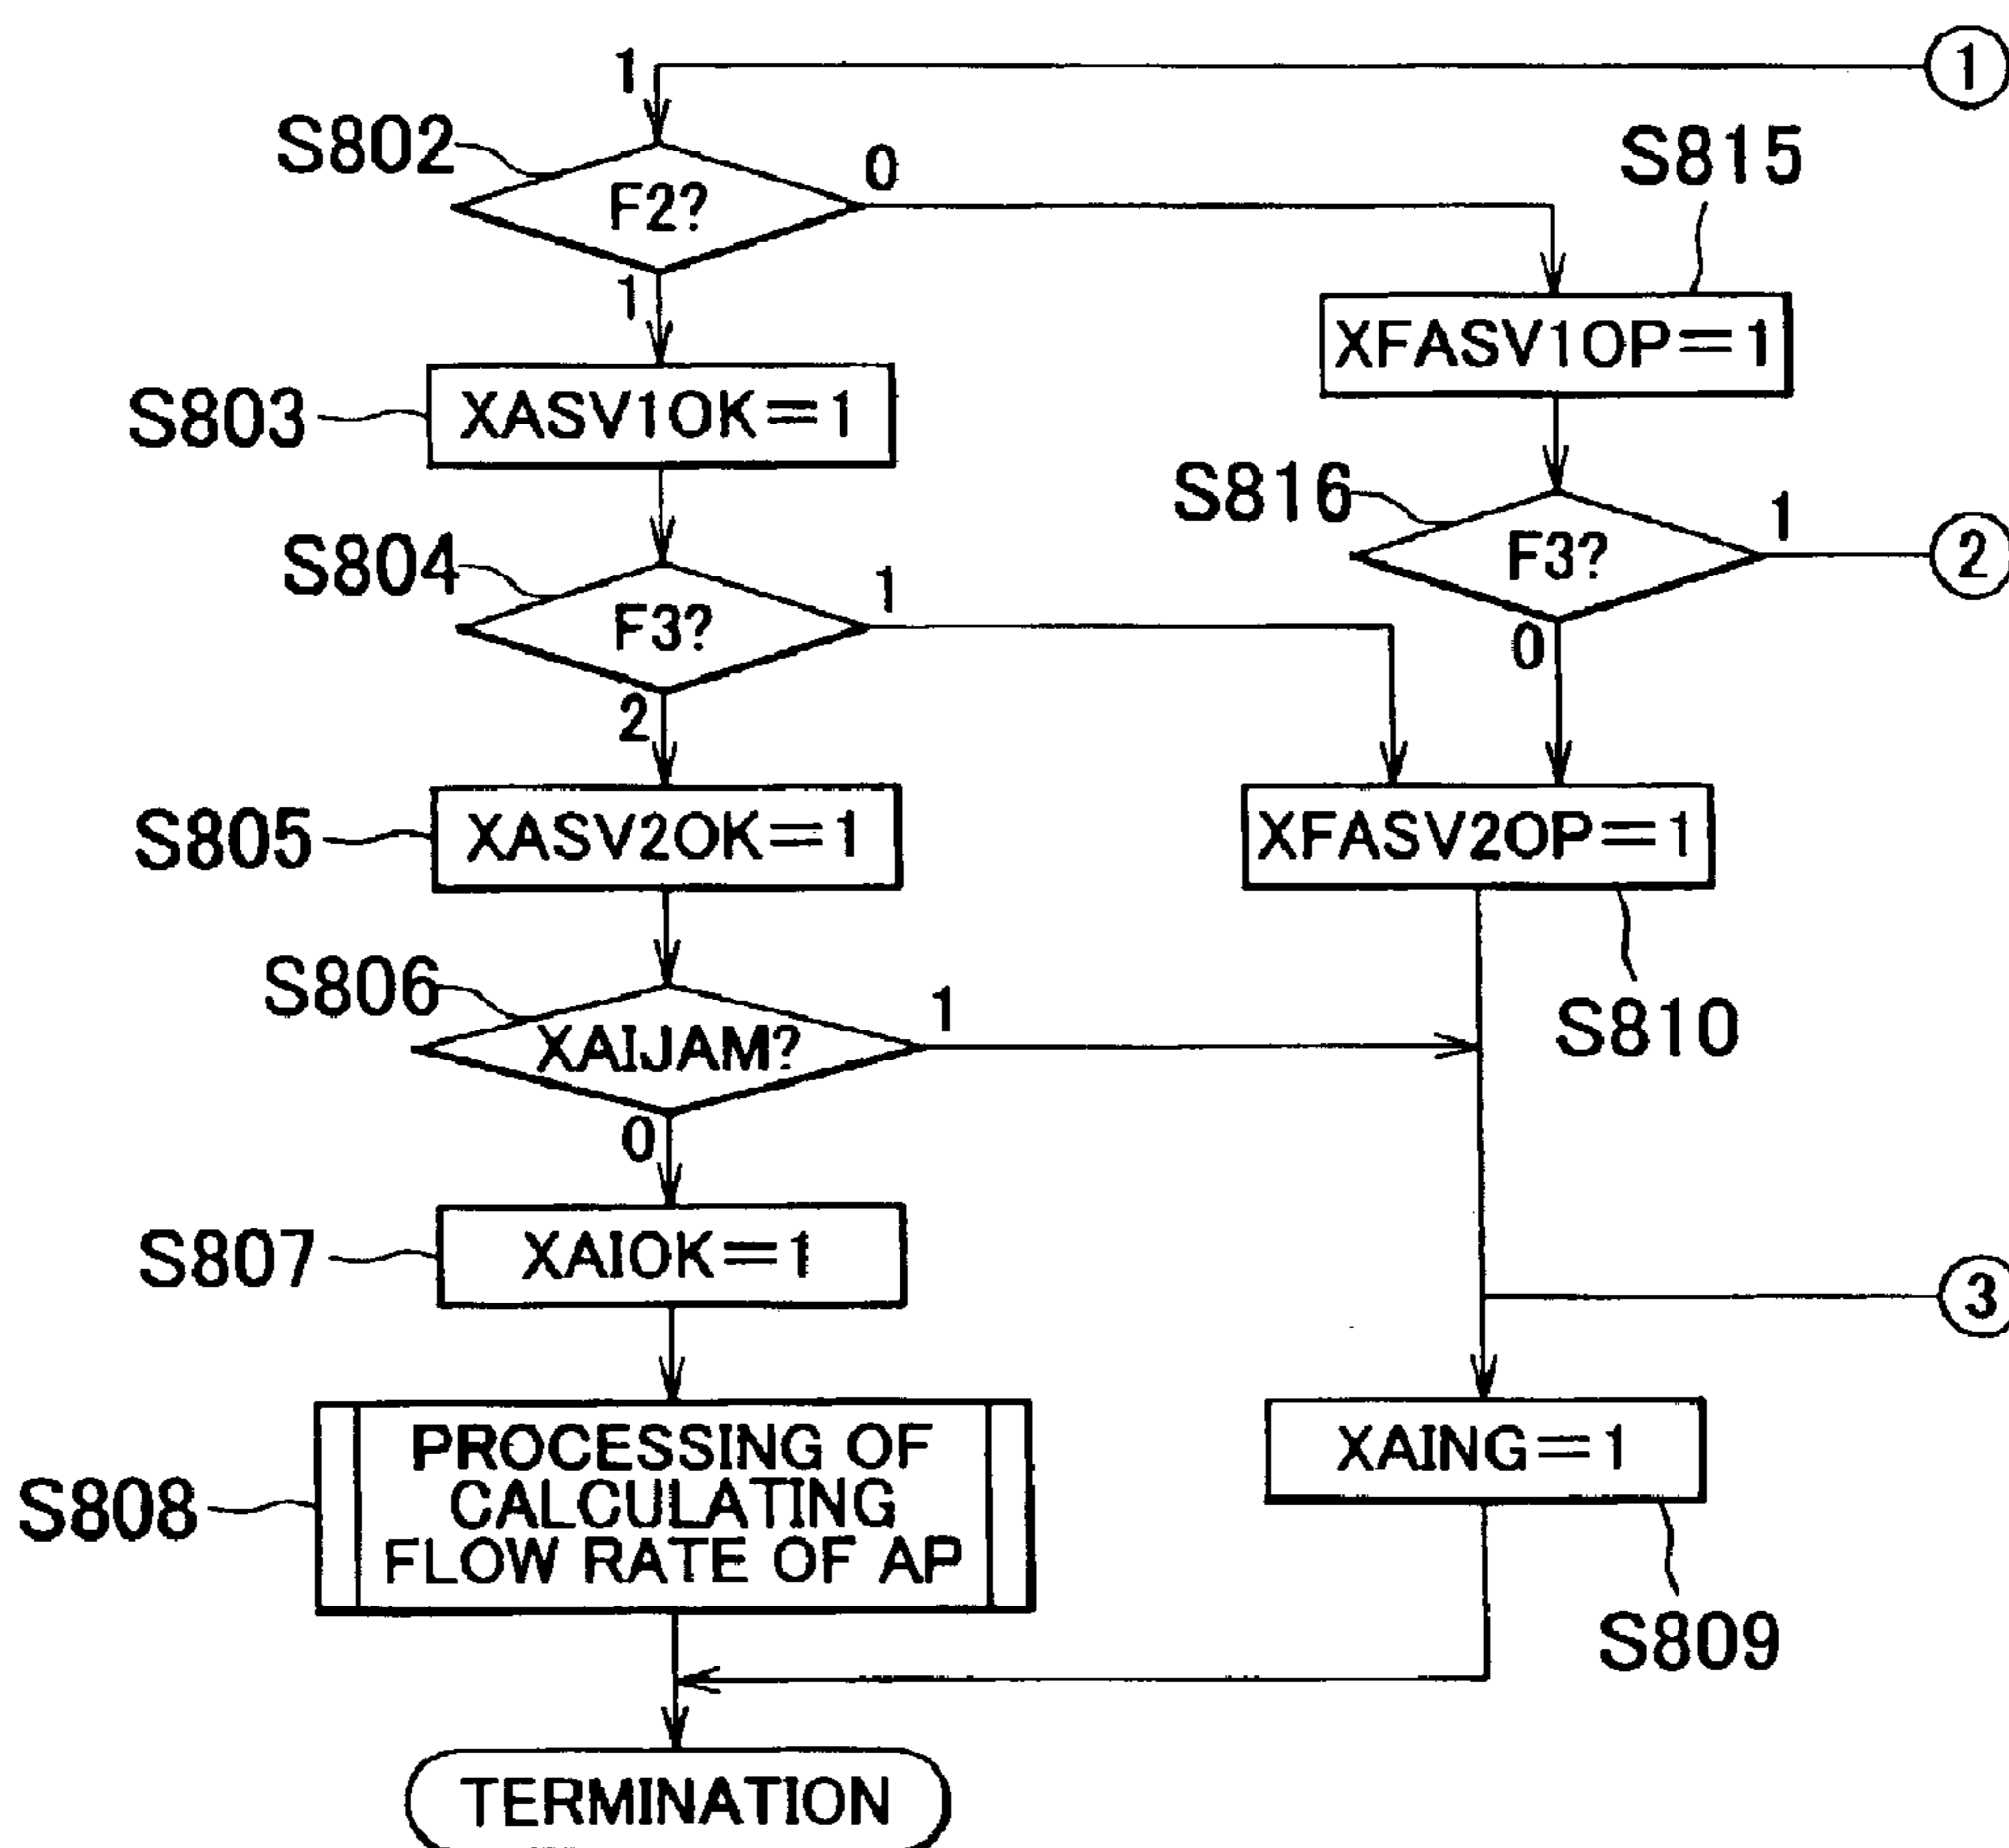 1
1
S802
F2?
0
S815
1
XFASV1OP=1
S803
XASV1OK=1
S816
F3?
1
2
S804
F3?
1
0
2
S805
XASV2OK=1
XFASV2OP=1
S806
XAIJAM?
1
S810
0
S807
XAIOK=1
3
S808
PROCESSING OF
CALCULATING
FLOW RATE OF AP
XAING=1
S809
TERMINATION